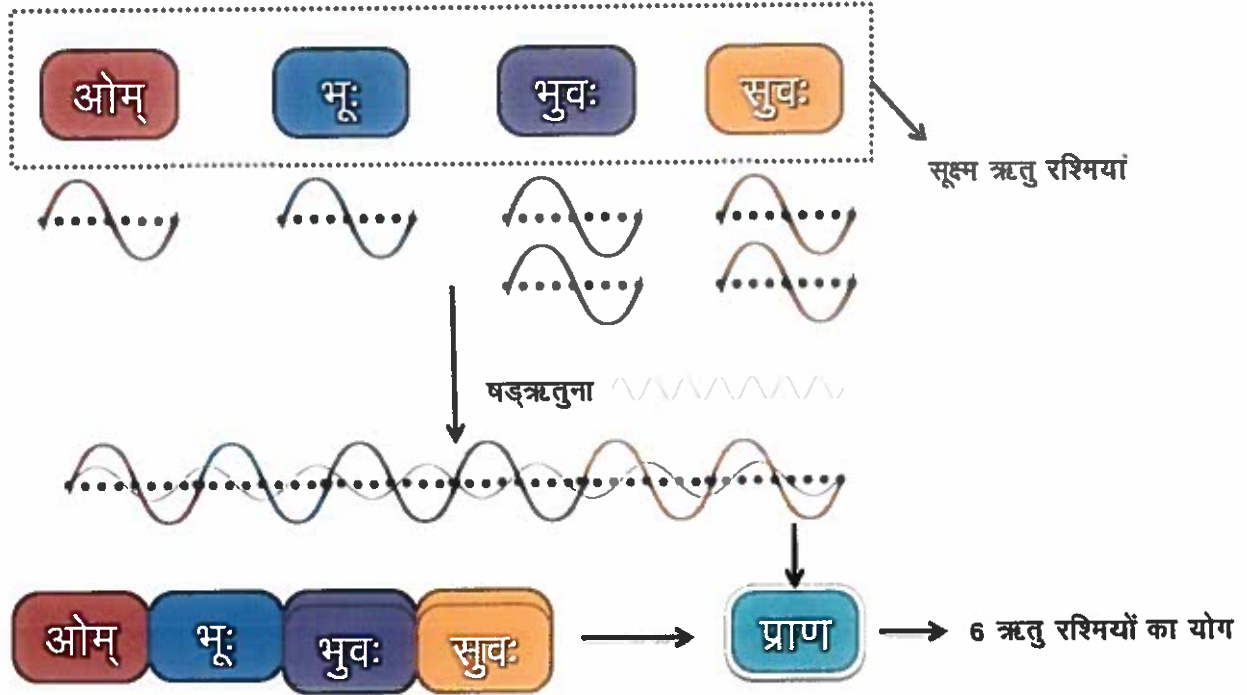 ओम्
भूः
भुवः
सुवः
सूक्ष्म ऋतु रश्मियां
षड्ऋतुना
ओम्
भूः
भुवः
सुवः
प्राण
6 ऋतु रश्मियों का योग